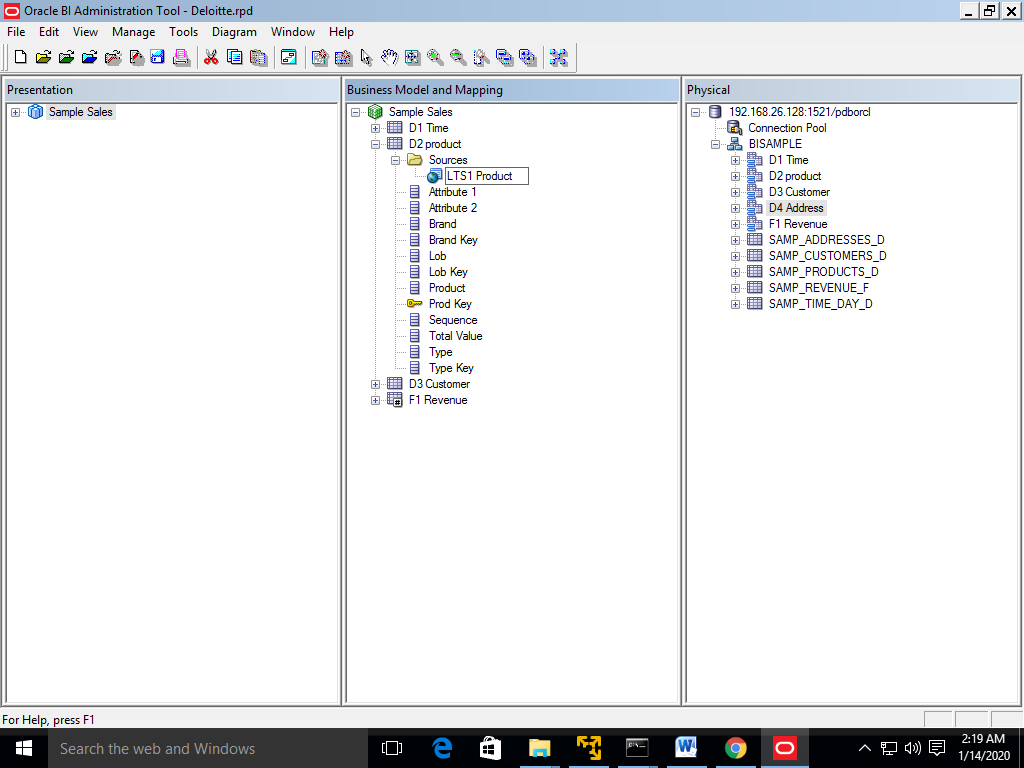 Oracle BI Administration Tool - Deloitte.rpd
File Edit View Manage Tools Diagram Window Help
Presentation
Sample Sales
Business Model and Mapping
Sample Sales
D1 Time
D2 product
Sources
LTS1 Product
Attribute 1
Attribute 2
Brand
Brand Key
Lob
Lob Key
Product
Prod Key
Sequence
Total Value
Type
Type Key
D3 Customer
F1 Revenue
Physical
192.168.26.128:1521/pdborcl
Connection Pool
BISAMPLE
D1 Time
D2 product
D3 Customer
D4 Address
F1 Revenue
SAMP_ADDRESSES_D
SAMP_CUSTOMERS_D
SAMP_PRODUCTS_D
SAMP_REVENUE_F
SAMP_TIME_DAY_D
For Help, press F1
Search the web and Windows
2:19 AM
1/14/2020